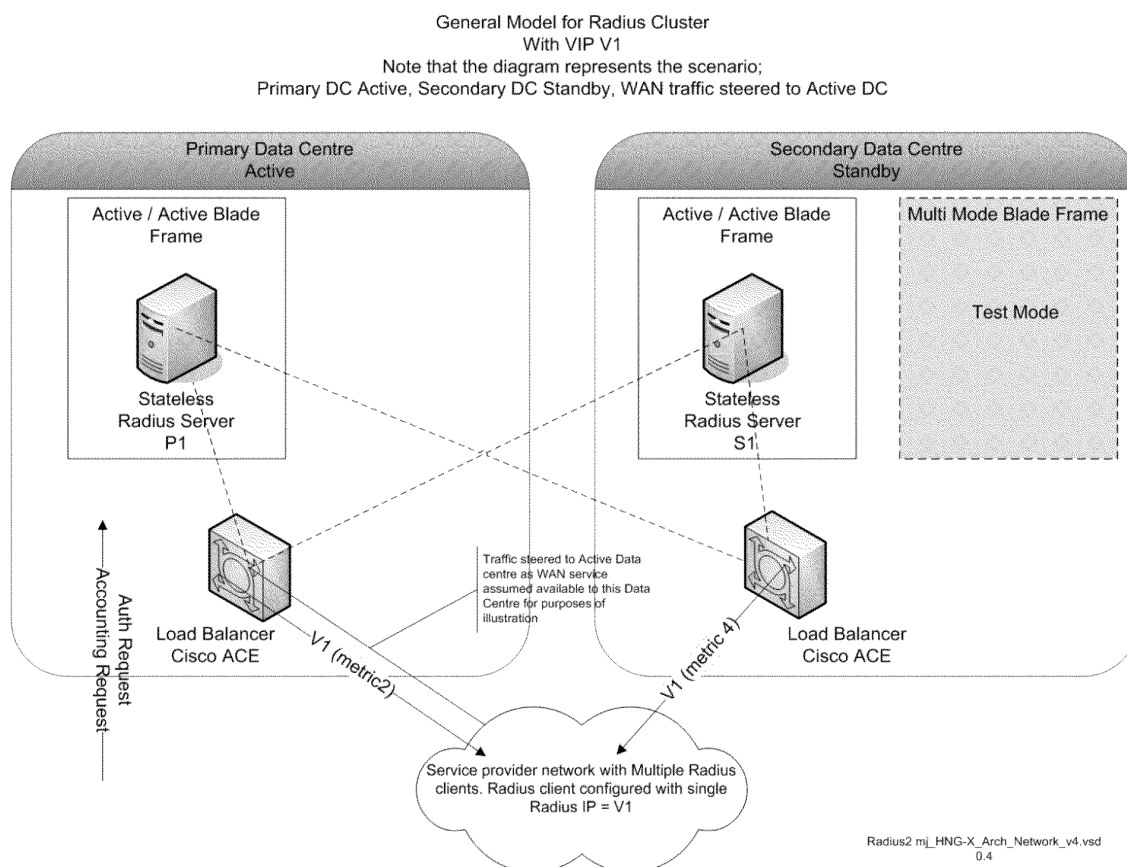 General Model for Radius Cluster
With VIP V1
Note that the diagram represents the scenario;
Primary DC Active, Secondary DC Standby, WAN traffic steered to Active DC
Primary Data Centre
Active
Secondary Data Centre
Standby
Active / Active Blade
Frame
Active / Active Blade
Frame
Multi Mode Blade Frame
Test Mode
Stateless
Radius Server
P1
Stateless
Radius Server
S1
Auth Request
Accounting Request
Traffic steered to Active Data
centre as WAN service
assumed available to this Data
Centre for purposes of
illustration
Load Balancer
Cisco ACE
Load Balancer
Cisco ACE
V1 (metric2)
V1 (metric 4)
Service provider network with Multiple Radius
clients. Radius client configured with single
Radius IP = V1
Radius2 mj_HNG-X_Arch_Network_v4.vsd
0.4